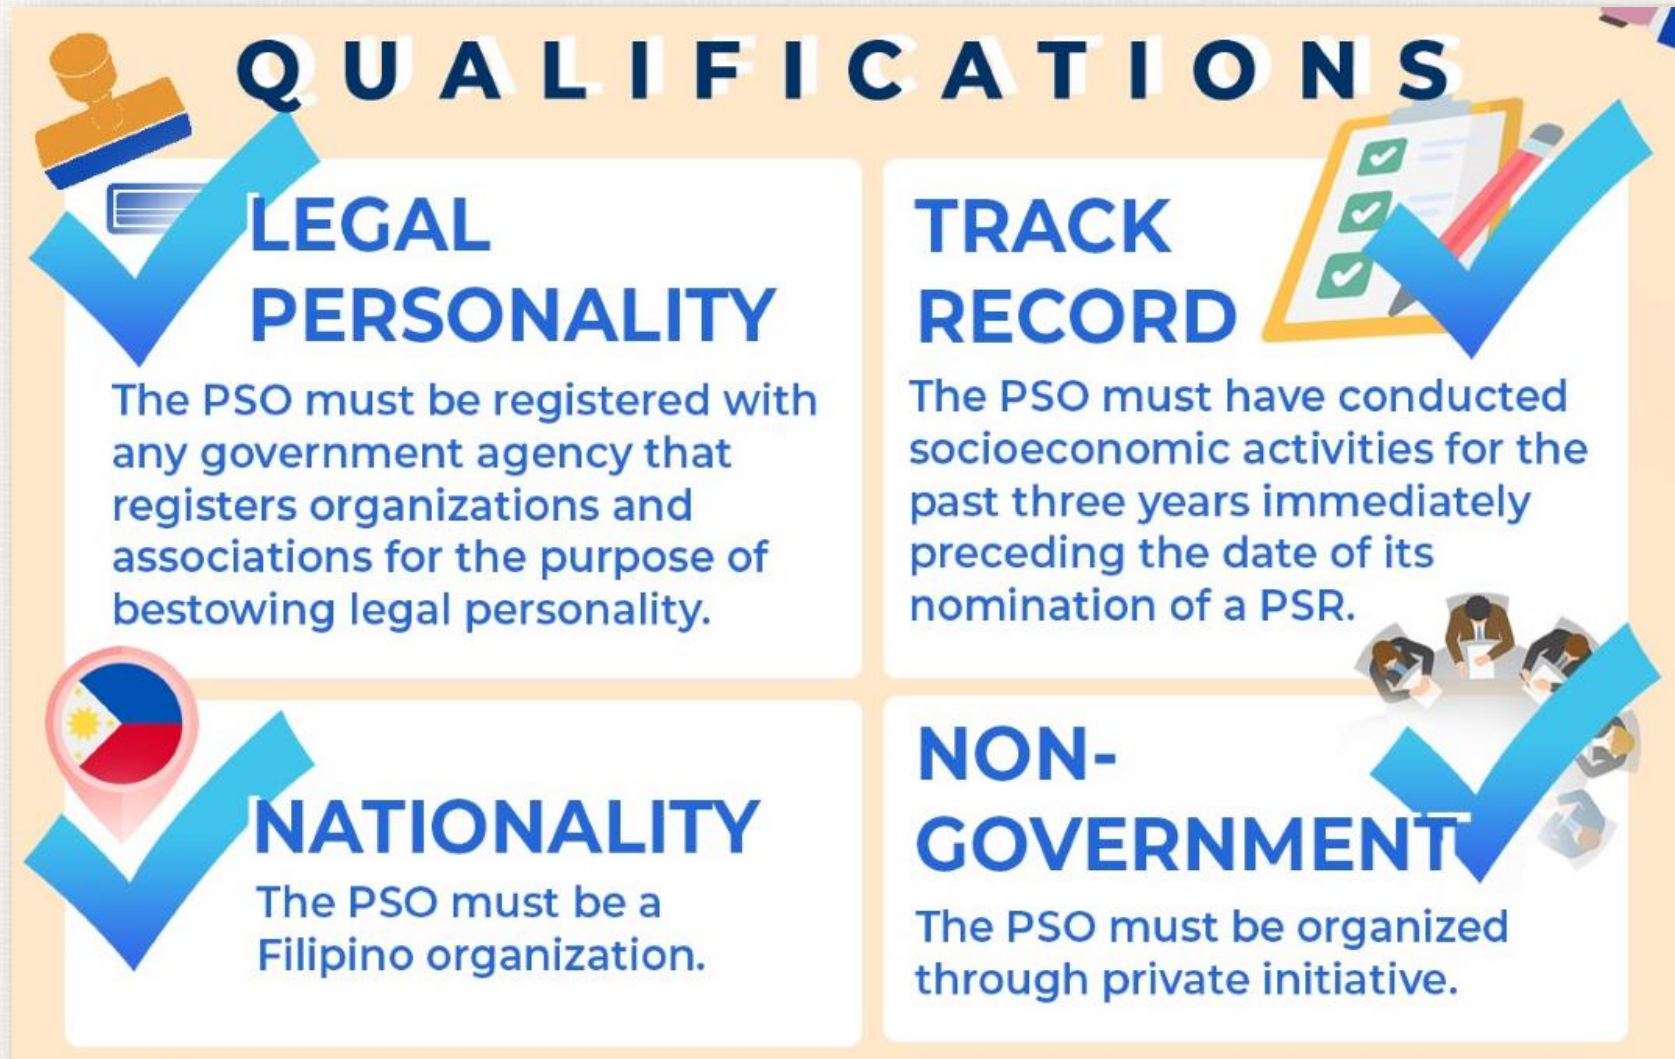 QUALIFICATIONS
LEGAL
PERSONALITY
The PSO must be registered with
any government agency that
registers organizations and
associations for the purpose of
bestowing legal personality.
TRACK
RECORD
The PSO must have conducted
socioeconomic activities for the
past three years immediately
preceding the date of its
nomination of a PSR.
NATIONALITY
The PSO must be a
Filipino organization.
NON-
GOVERNMENT
The PSO must be organized
through private initiative.